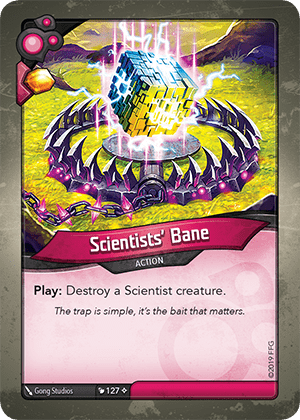 Scientists’ Bane
ACTION
Play: Destroy a Scientist creature.
The trap is simple, it’s the bait that matters.
Gong Studios
127
©2019 FFG